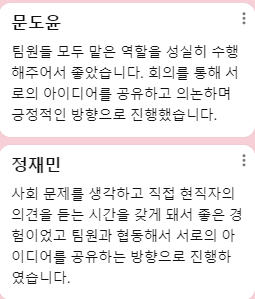 문도윤
팀원들 모두 맡은 역할을 성실히 수행
해주어서 좋았습니다. 회의를 통해 서
로의 아이디어를 공유하고 의논하며
긍정적인 방향으로 진행했습니다.
정재민
사회 문제를 생각하고 직접 현직자의
의견을 듣는 시간을 갖게 돼서 좋은 경
험이었고 팀원과 협동해서 서로의 아
이디어를 공유하는 방향으로 진행하
였습니다.